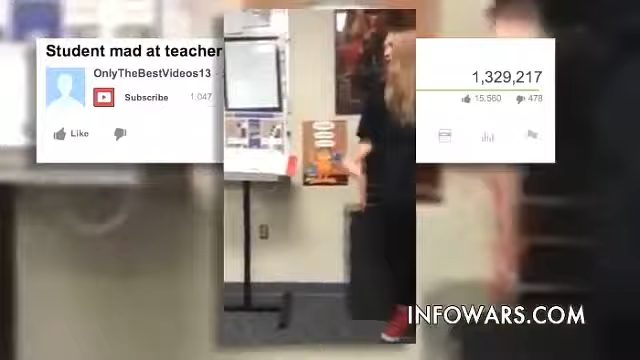 Student mad at teacher
OnlyTheBestVideos13
Subscribe 1,047
Like
1,329,217
15,560 478
INFOWARS.COM